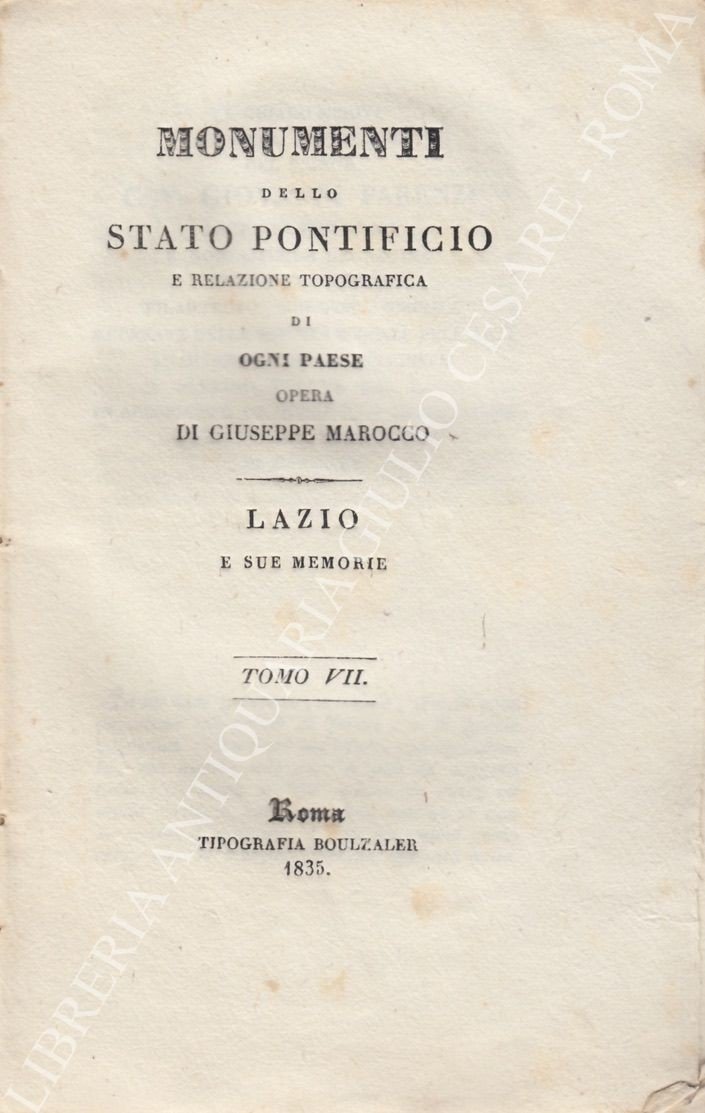 MONUMENTI
DELLO
STATO PONTIFICIO
E RELAZIONE TOPOGRAFICA
DI
OGNI PAESE
OPERA
DI GIUSEPPE MAROCCO
LAZIO
E SUE MEMORIE
TOMO VII.
Roma
TIPOGRAFIA BOULZALER
1835.
LIBRERIA ANTIQUARIA GIULIO CESARE - ROMA